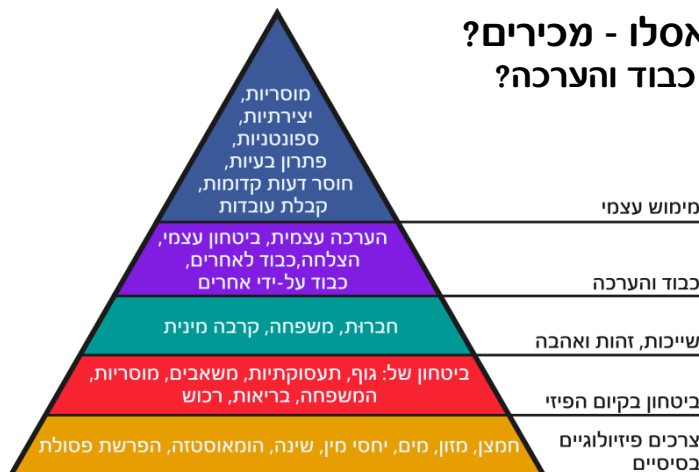 אסלו - מכירים?
כבוד והערכה?
מוסריות,
יצירתיות,
ספונטניות,
פתרון בעיות,
חוסר דעות קדומות,
קבלת עובדות
מימוש עצמי
הערכה עצמית, ביטחון עצמי,
הצלחה,כבוד לאחרים,
כבוד על-ידי אחרים
כבוד והערכה
חברוּת, משפחה, קרבה מינית
שייכות, זהות ואהבה
ביטחון של: גוף, תעסוקתיות, משאבים, מוסריות,
המשפחה, בריאות, רכוש
ביטחון בקיום הפיזי
חמצן, מזון, מים, יחסי מין, שינה, הומאוסטזה, הפרשת פסולת
צרכים פיזיולוגיים
בסיסיים